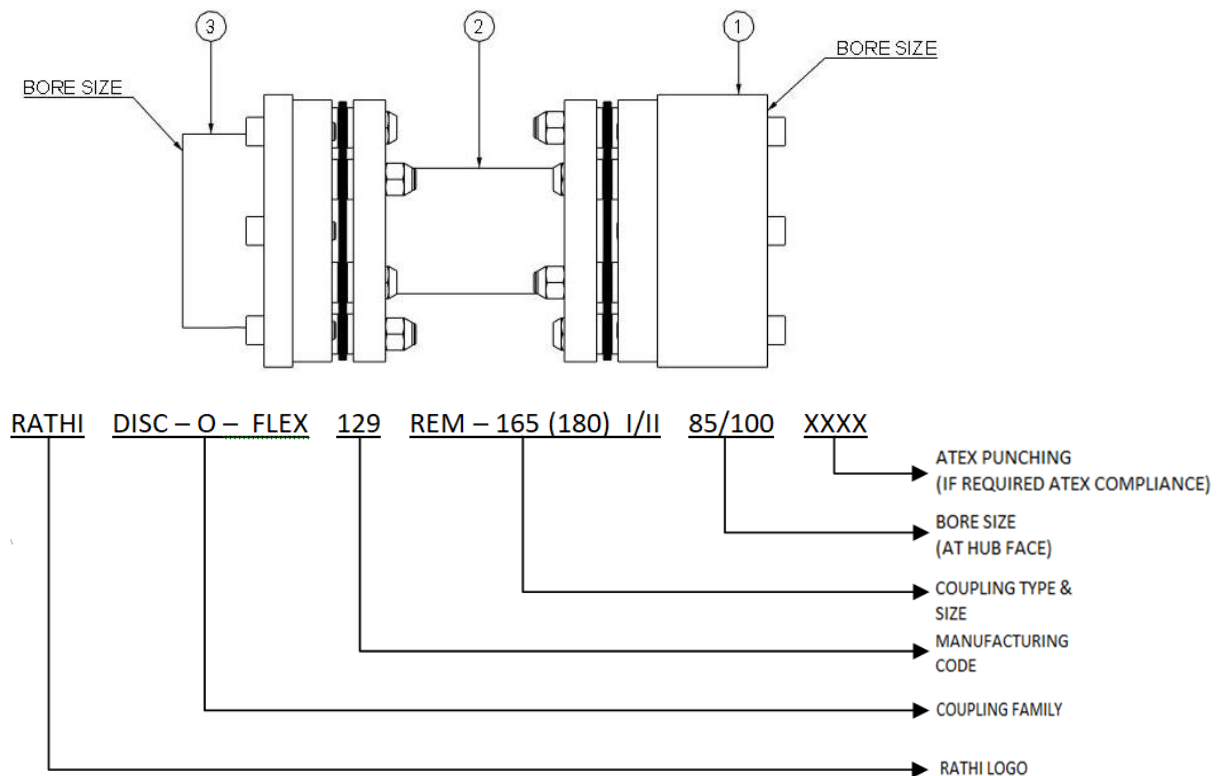 3
2
1
BORE SIZE
BORE SIZE
RATHI DISC – O – FLEX 129 REM – 165 (180) I/II 85/100 XXXX
ATEX PUNCHING
(IF REQUIRED ATEX COMPLIANCE)
BORE SIZE
(AT HUB FACE)
COUPLING TYPE &
SIZE
MANUFACTURING
CODE
COUPLING FAMILY
RATHI LOGO